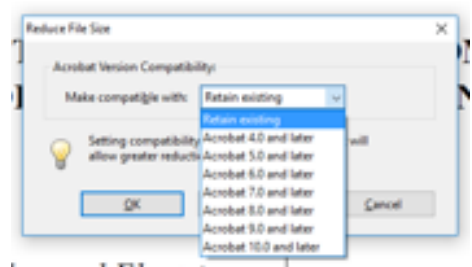 Reduce File Size
Acrobat Version Compatibility:
Make compatible with: Retain existing
Retain existing
Acrobat 4.0 and later
Acrobat 5.0 and later
Acrobat 6.0 and later
Acrobat 7.0 and later
Acrobat 8.0 and later
Acrobat 9.0 and later
Acrobat 10.0 and later
Setting compatibility will
allow greater
OK
Cancel